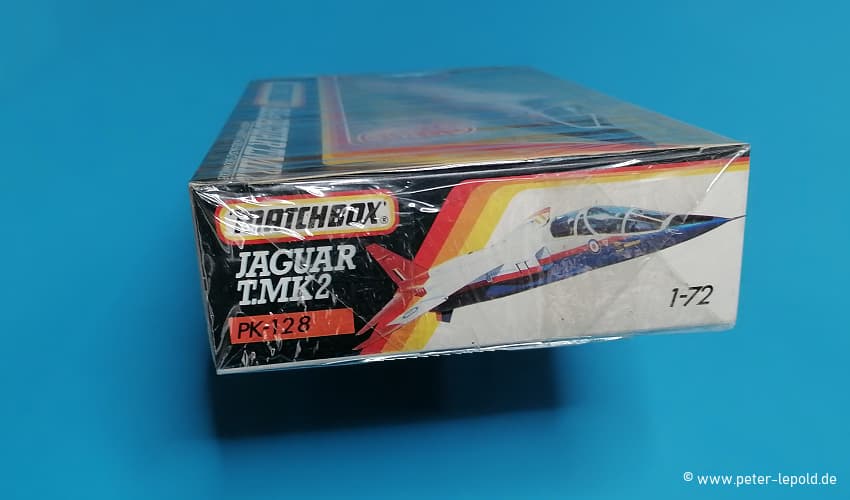 MATCHBOX®
JAGUAR
T.MK2
PK-128
1-72
© www.peter-lepold.de